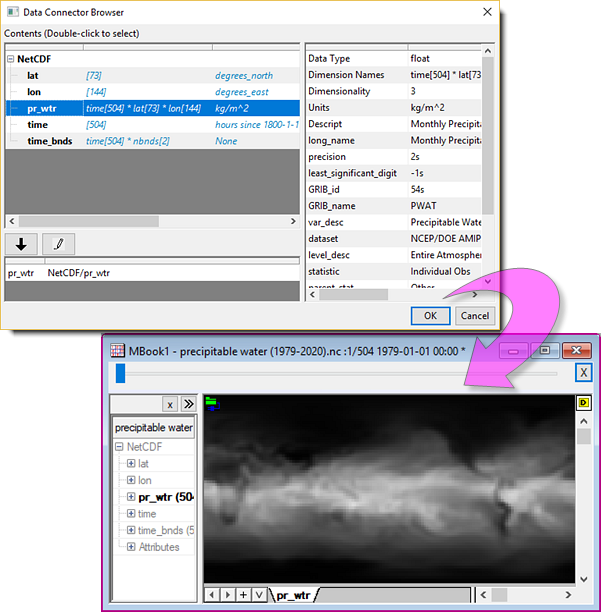 Data Connector Browser
Contents (Double-click to select)
NetCDF
lat [73] degrees_north
lon [144] degrees_east
pr_wtr time[504] * lat[73] * lon[144] kg/m^2
time [504] hours since 1800-1-1
time_bnds time[504] * nbnds[2] None
pr_wtr NetCDF/pr_wtr
Data Type float
Dimension Names time[504] * lat[73
Dimensionality 3
Units kg/m^2
Descript Monthly Precipita
long_name Monthly Precipita
precision 2s
least_significant_digit -1s
GRIB_id 54s
GRIB_name PWAT
var_desc Precipitable Wate
dataset NCEP/DOE AMIP
level_desc Entire Atmospher
statistic Individual Obs
parent_stat Other
OK Cancel
MBook1 - precipitable water (1979-2020).nc :1/504 1979-01-01 00:00 *
X
x
D
precipitable water
NetCDF
lat
lon
pr_wtr (504
time
time_bnds (5
Attributes
pr_wtr